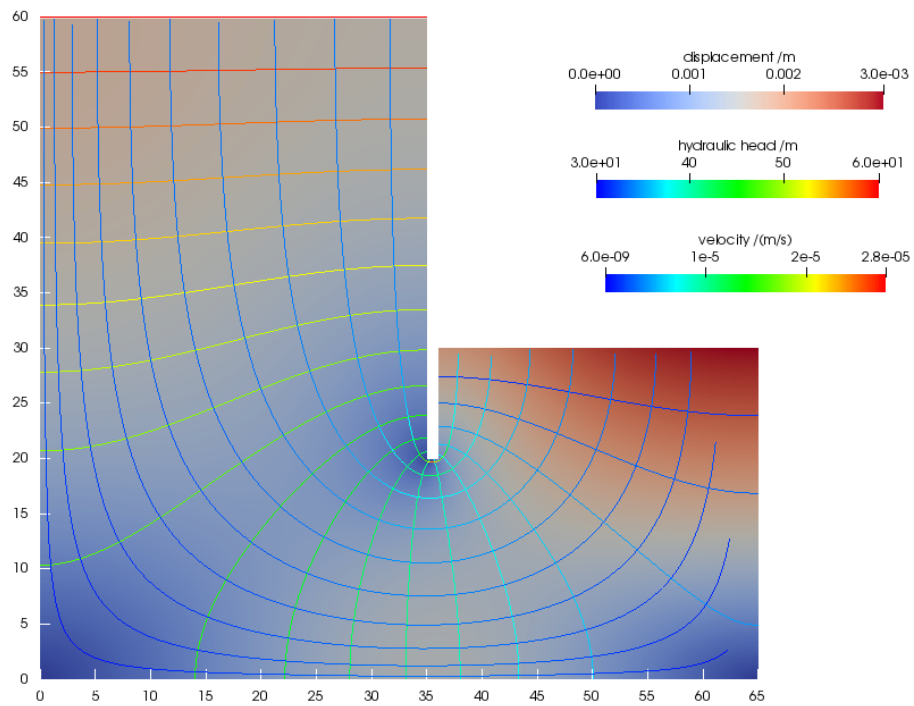 60
displacement /m
0.0e+00 0.001 0.002 3.0e-03
55
50
hydraulic head /m
3.0e+01 40 50 6.0e+01
45
40
velocity /(m/s)
6.0e-09 1e-5 2e-5 2.8e-05
35
30
25
20
15
10
5
0
0 5 10 15 22 25 30 35 40 45 50 55 60 65